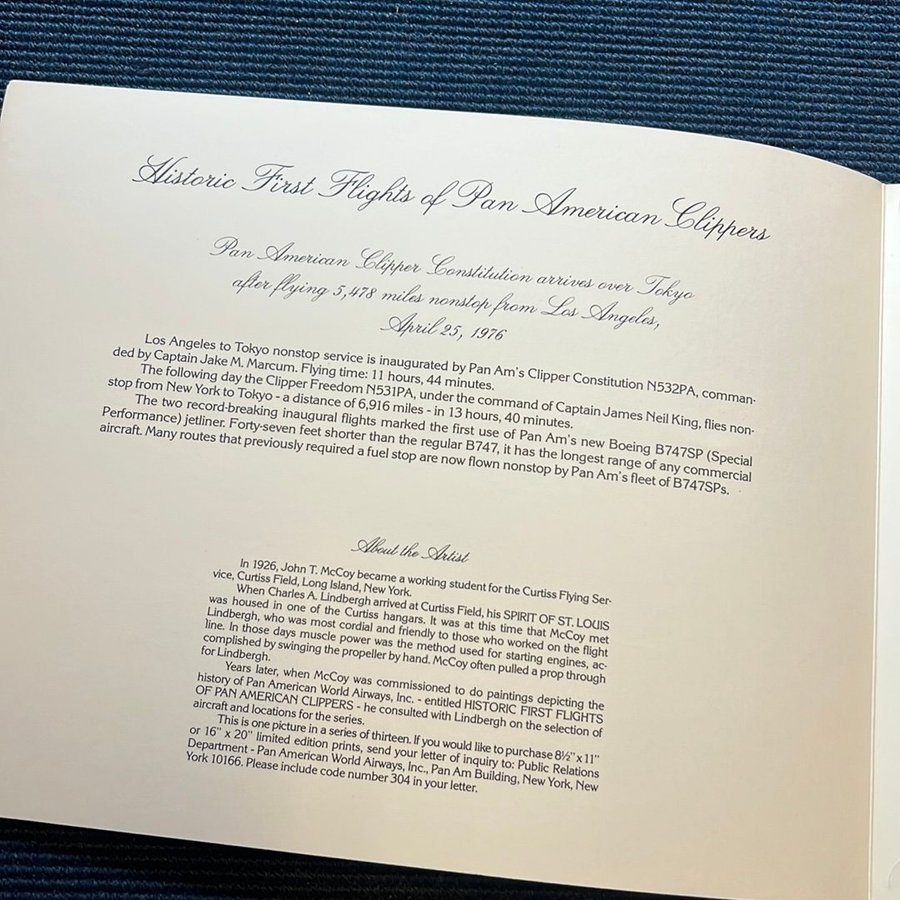 Historic First Flights of Pan American Clippers
Pan American Clipper Constitution arrives over Tokyo
after flying 5,478 miles nonstop from Los Angeles,
April 25, 1976
Los Angeles to Tokyo nonstop service is inaugurated by Pan Am's Clipper Constitution N532PA, comman-
ded by Captain Jake M. Marcum. Flying time: 11 hours, 44 minutes.
The following day the Clipper Freedom N531PA, under the command of Captain James Neil King, flies non-
stop from New York to Tokyo - a distance of 6,916 miles - in 13 hours, 40 minutes.
The two record-breaking inaugural flights marked the first use of Pan Am's new Boeing B747SP (Special
Performance) jetliner. Forty-seven feet shorter than the regular B747, it has the longest range of any commercial
aircraft. Many routes that previously required a fuel stop are now flown nonstop by Pan Am's fleet of B747SPs.
About the Artist
In 1926, John T. McCoy became a working student for the Curtiss Flying Ser-
vice, Curtiss Field, Long Island, New York.
When Charles A. Lindbergh arrived at Curtiss Field, his SPIRIT OF ST. LOUIS
was housed in one of the Curtiss hangars. It was at this time that McCoy met
Lindbergh, who was most cordial and friendly to those who worked on the flight
line. In those days muscle power was the method used for starting engines, ac-
complished by swinging the propeller by hand. McCoy often pulled a prop through
for Lindbergh.
Years later, when McCoy was commissioned to do paintings depicting the
history of Pan American World Airways, Inc. - entitled HISTORIC FIRST FLIGHTS
OF PAN AMERICAN CLIPPERS - he consulted with Lindbergh on the selection of
aircraft and locations for the series.
This is one picture in a series of thirteen. If you would like to purchase 8½" x 11"
or 16" x 20" limited edition prints, send your letter of inquiry to: Public Relations
Department - Pan American World Airways, Inc., Pan Am Building, New York, New
York 10166. Please include code number 304 in your letter.